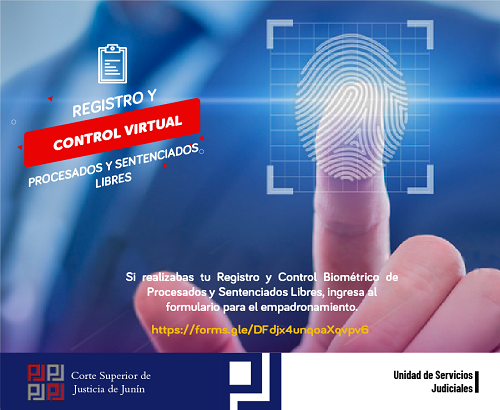 REGISTRO Y
CONTROL VIRTUAL
PROCESADOS Y SENTENCIADOS
LIBRES
Si realizabas tu Registro y Control Biométrico de
Procesados y Sentenciados Libres, ingresa al
formulario para el empadronamiento.
https://forms.gle/DFdjx4unqoaXqvpv6
Corte Superior de
Justicia de Junín
Unidad de Servicios
Judiciales